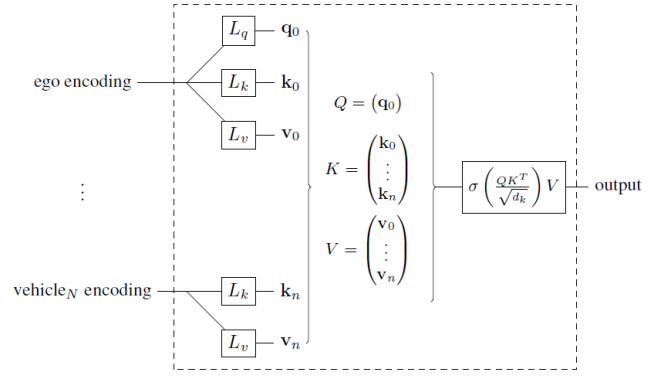 L_q q_0
ego encoding L_k k_0
L_v v_0
Q = (q_0)
K = (k_0 ⋮ k_n)
⋮
σ(QK^T / √d_k) V output
V = (v_0 ⋮ v_n)
vehicle_N encoding L_k k_n
L_v v_n